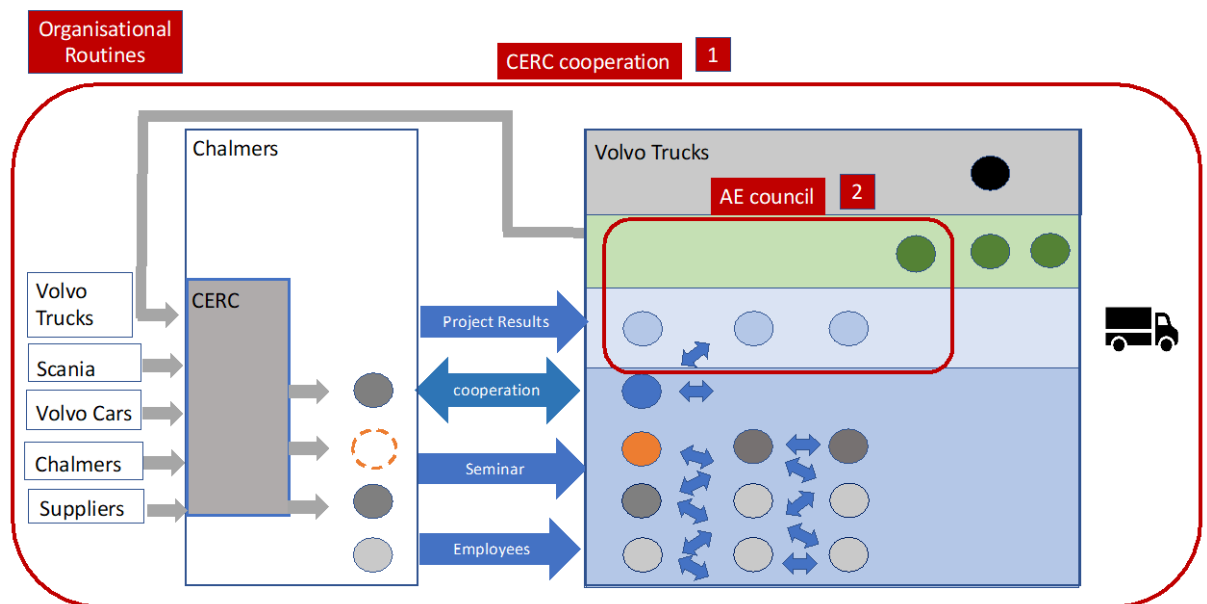 Organisational
Routines
CERC cooperation
1
Chalmers
Volvo Trucks
AE council
2
CERC
Volvo
Trucks
Scania
Volvo Cars
Chalmers
Suppliers
Project Results
cooperation
Seminar
Employees